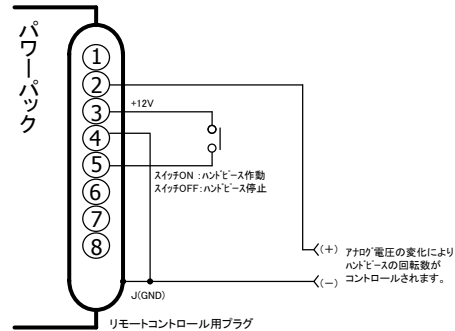 パワーパック
①
②
③
④
⑤
⑥
⑦
⑧
+12V
スイッチON：ハンドピース作動
スイッチOFF：ハンドピース停止
(+)
アナログ電圧の変化により
ハンドピースの回転数が
コントロールされます。
(−)
J(GND)
リモートコントロール用プラグ